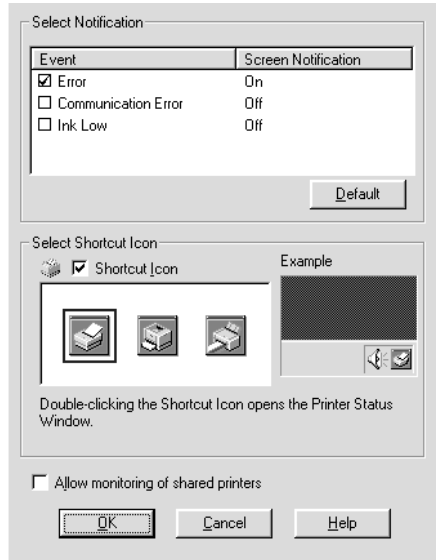 Select Notification
Event Screen Notification
Error On
Communication Error Off
Ink Low Off
Default
Select Shortcut Icon
Shortcut Icon
Example
Double-clicking the Shortcut Icon opens the Printer Status
Window.
Allow monitoring of shared printers
OK Cancel Help